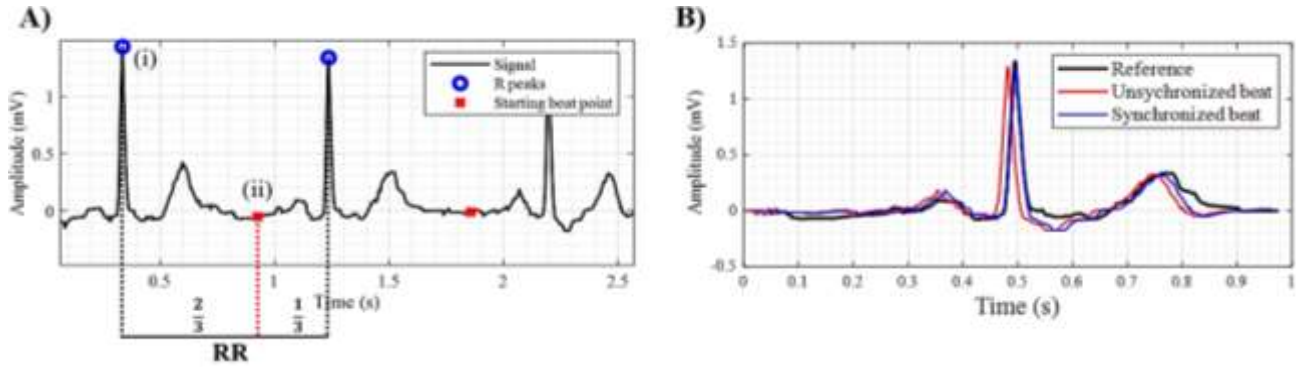 A)
(i)
Signal
R peaks
Starting beat point
Amplitude (mV)
1
0.5
0
(ii)
0.5
1
1.5
2
2.5
Time (s)
2
3
1
3
RR
B)
1.5
1
0.5
0
-0.5
Amplitude (mV)
Reference
Unsychronized beat
Synchronized beat
0
0.1
0.2
0.3
0.4
0.5
0.6
0.7
0.8
0.9
1
Time (s)